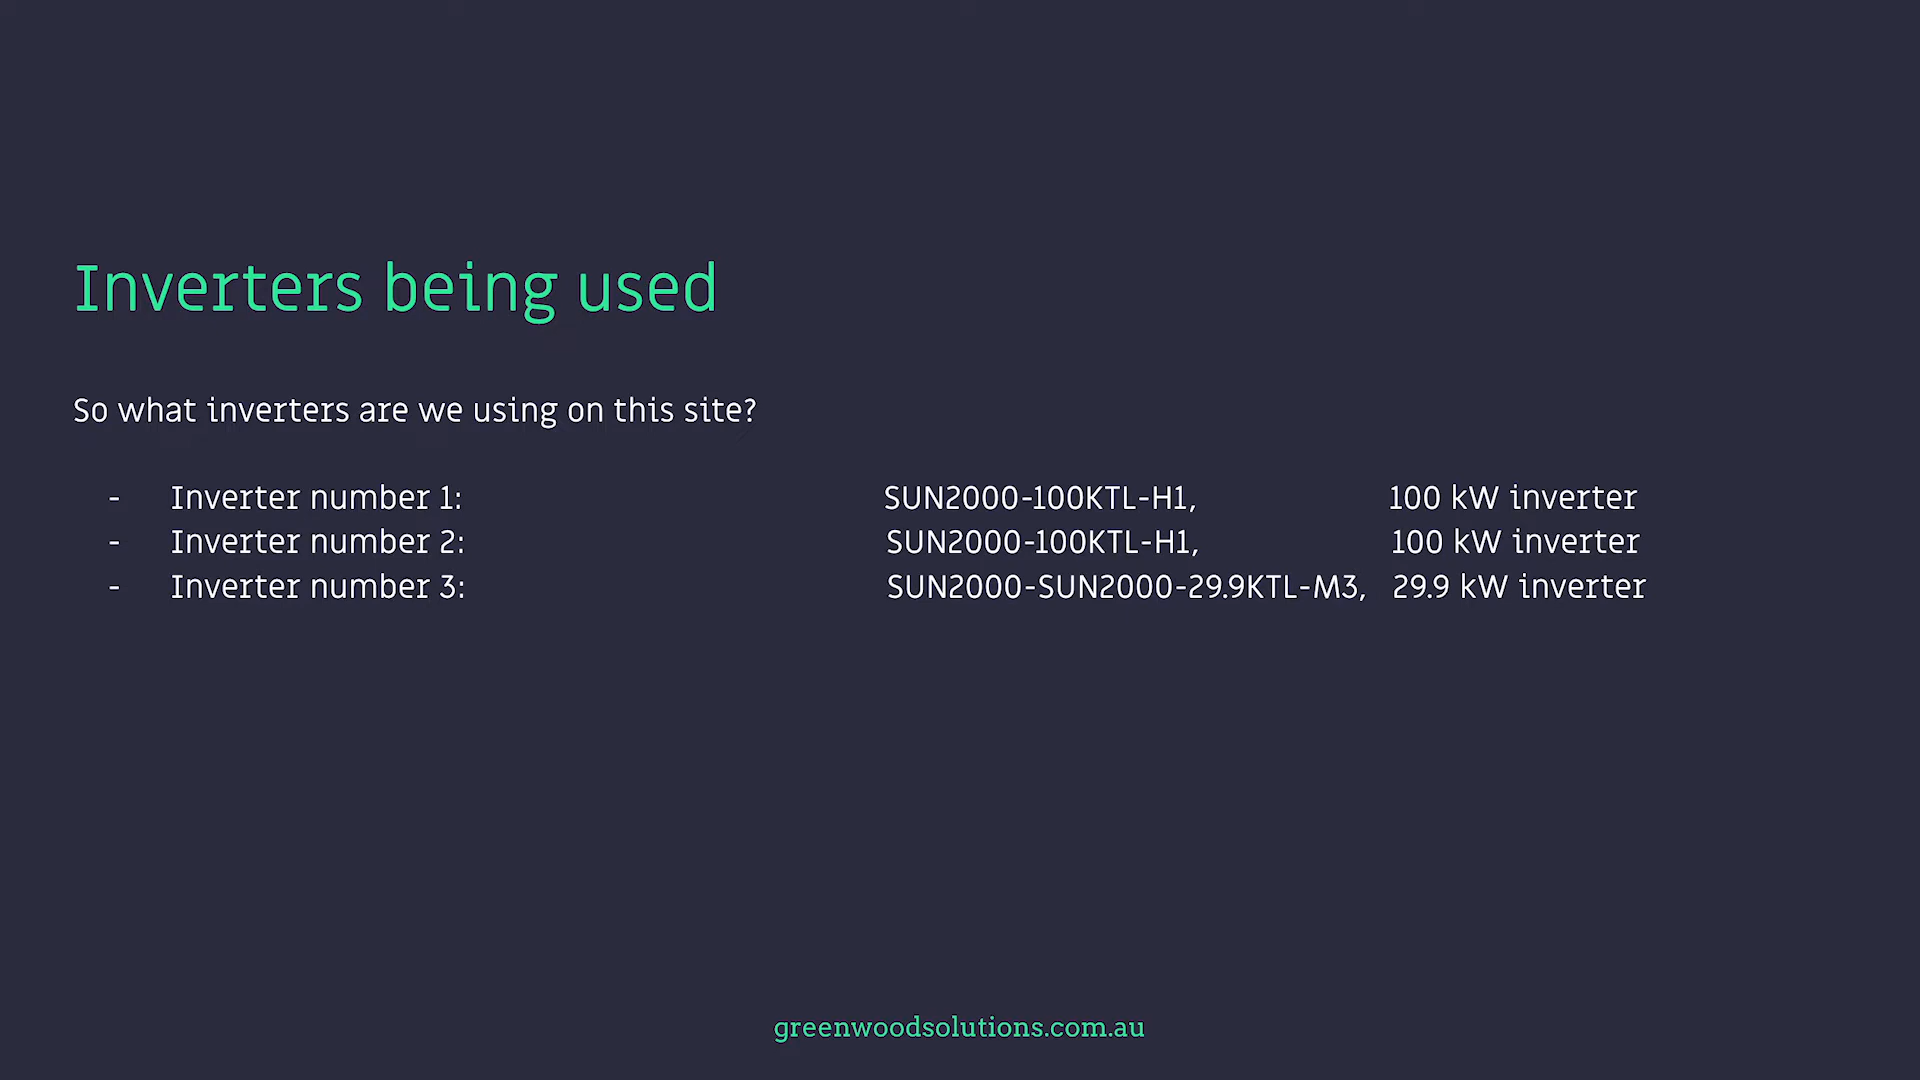 Inverters being used
So what inverters are we using on this site?
- Inverter number 1: SUN2000-100KTL-H1, 100 kW inverter
- Inverter number 2: SUN2000-100KTL-H1, 100 kW inverter
- Inverter number 3: SUN2000-SUN2000-29.9KTL-M3, 29.9 kW inverter
greenwoodsolutions.com.au